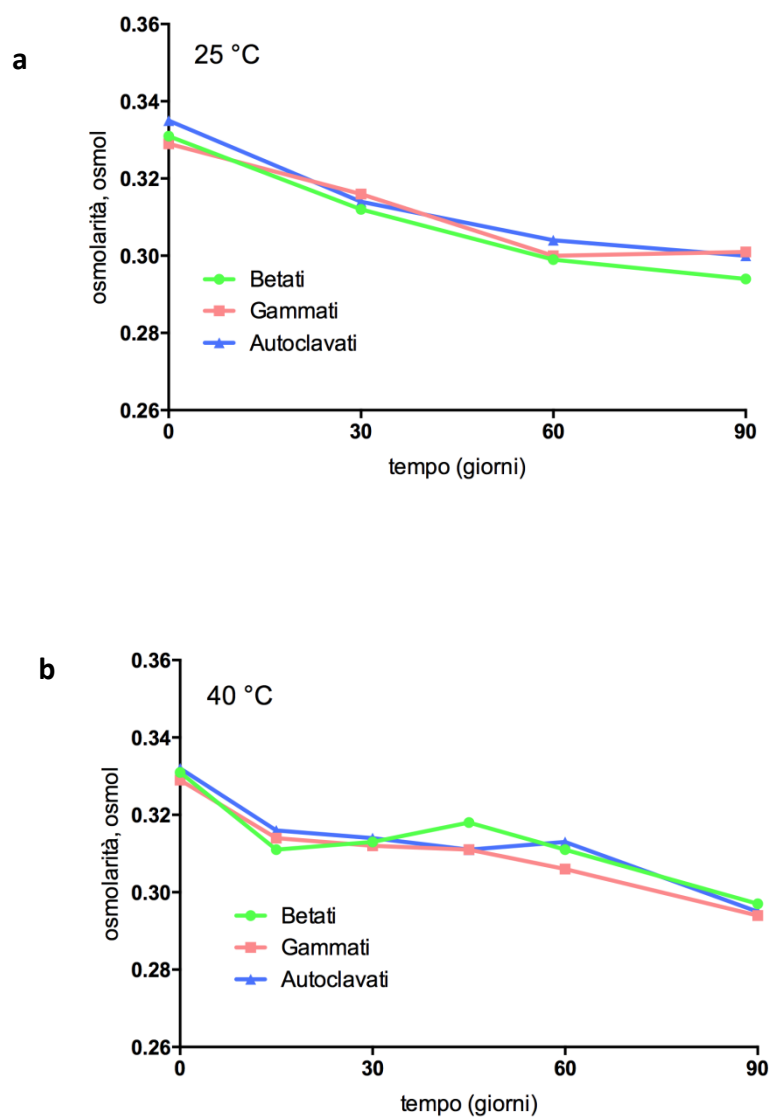 a
25 °C
0.36
0.34
0.32
0.30
0.28
0.26
osmolarità, osmol
Betati
Gammati
Autoclavati
0 30 60 90
tempo (giorni)
b
40 °C
0.36
0.34
0.32
0.30
0.28
0.26
osmolarità, osmol
Betati
Gammati
Autoclavati
0 30 60 90
tempo (giorni)